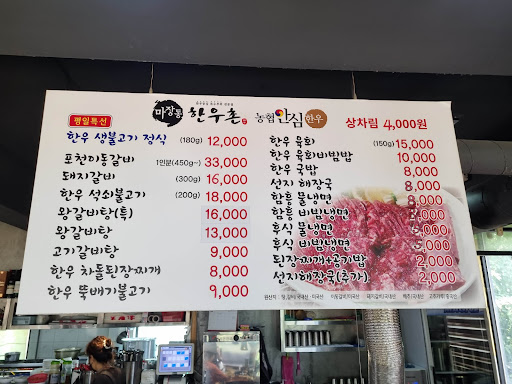 마장동 한우촌 농협안심한우 상차림 4,000원
평일특선
한우 생불고기 정식 (180g) 12,000
포천이동갈비 1인분(450g~) 33,000
돼지갈비 (300g) 16,000
한우 석쇠불고기 (200g) 18,000
왕갈비탕(특) 16,000
왕갈비탕 13,000
고기갈비탕 9,000
한우 차돌된장찌개 8,000
한우 뚝배기불고기 9,000
한우 육회 (150g) 15,000
한우 육회비빔밥 10,000
한우 국밥 8,000
선지 해장국 8,000
함흥 물냉면 8,000
함흥 비빔냉면 ,000
후식 물냉면 ,000
후식 비빔냉면 ,000
된장찌개+공기밥 2,000
선지해장국(추가) 2,000